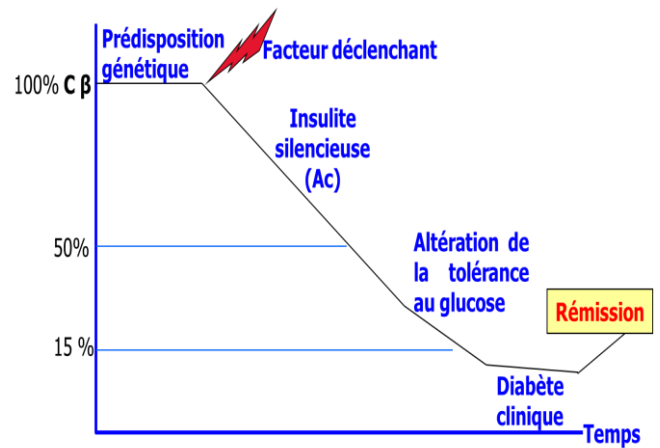 Prédisposition
génétique
Facteur déclenchant
100% C β
Insulite
silencieuse
(Ac)
50%
Altération de
la tolérance
au glucose
Rémission
15 %
Diabète
clinique
Temps